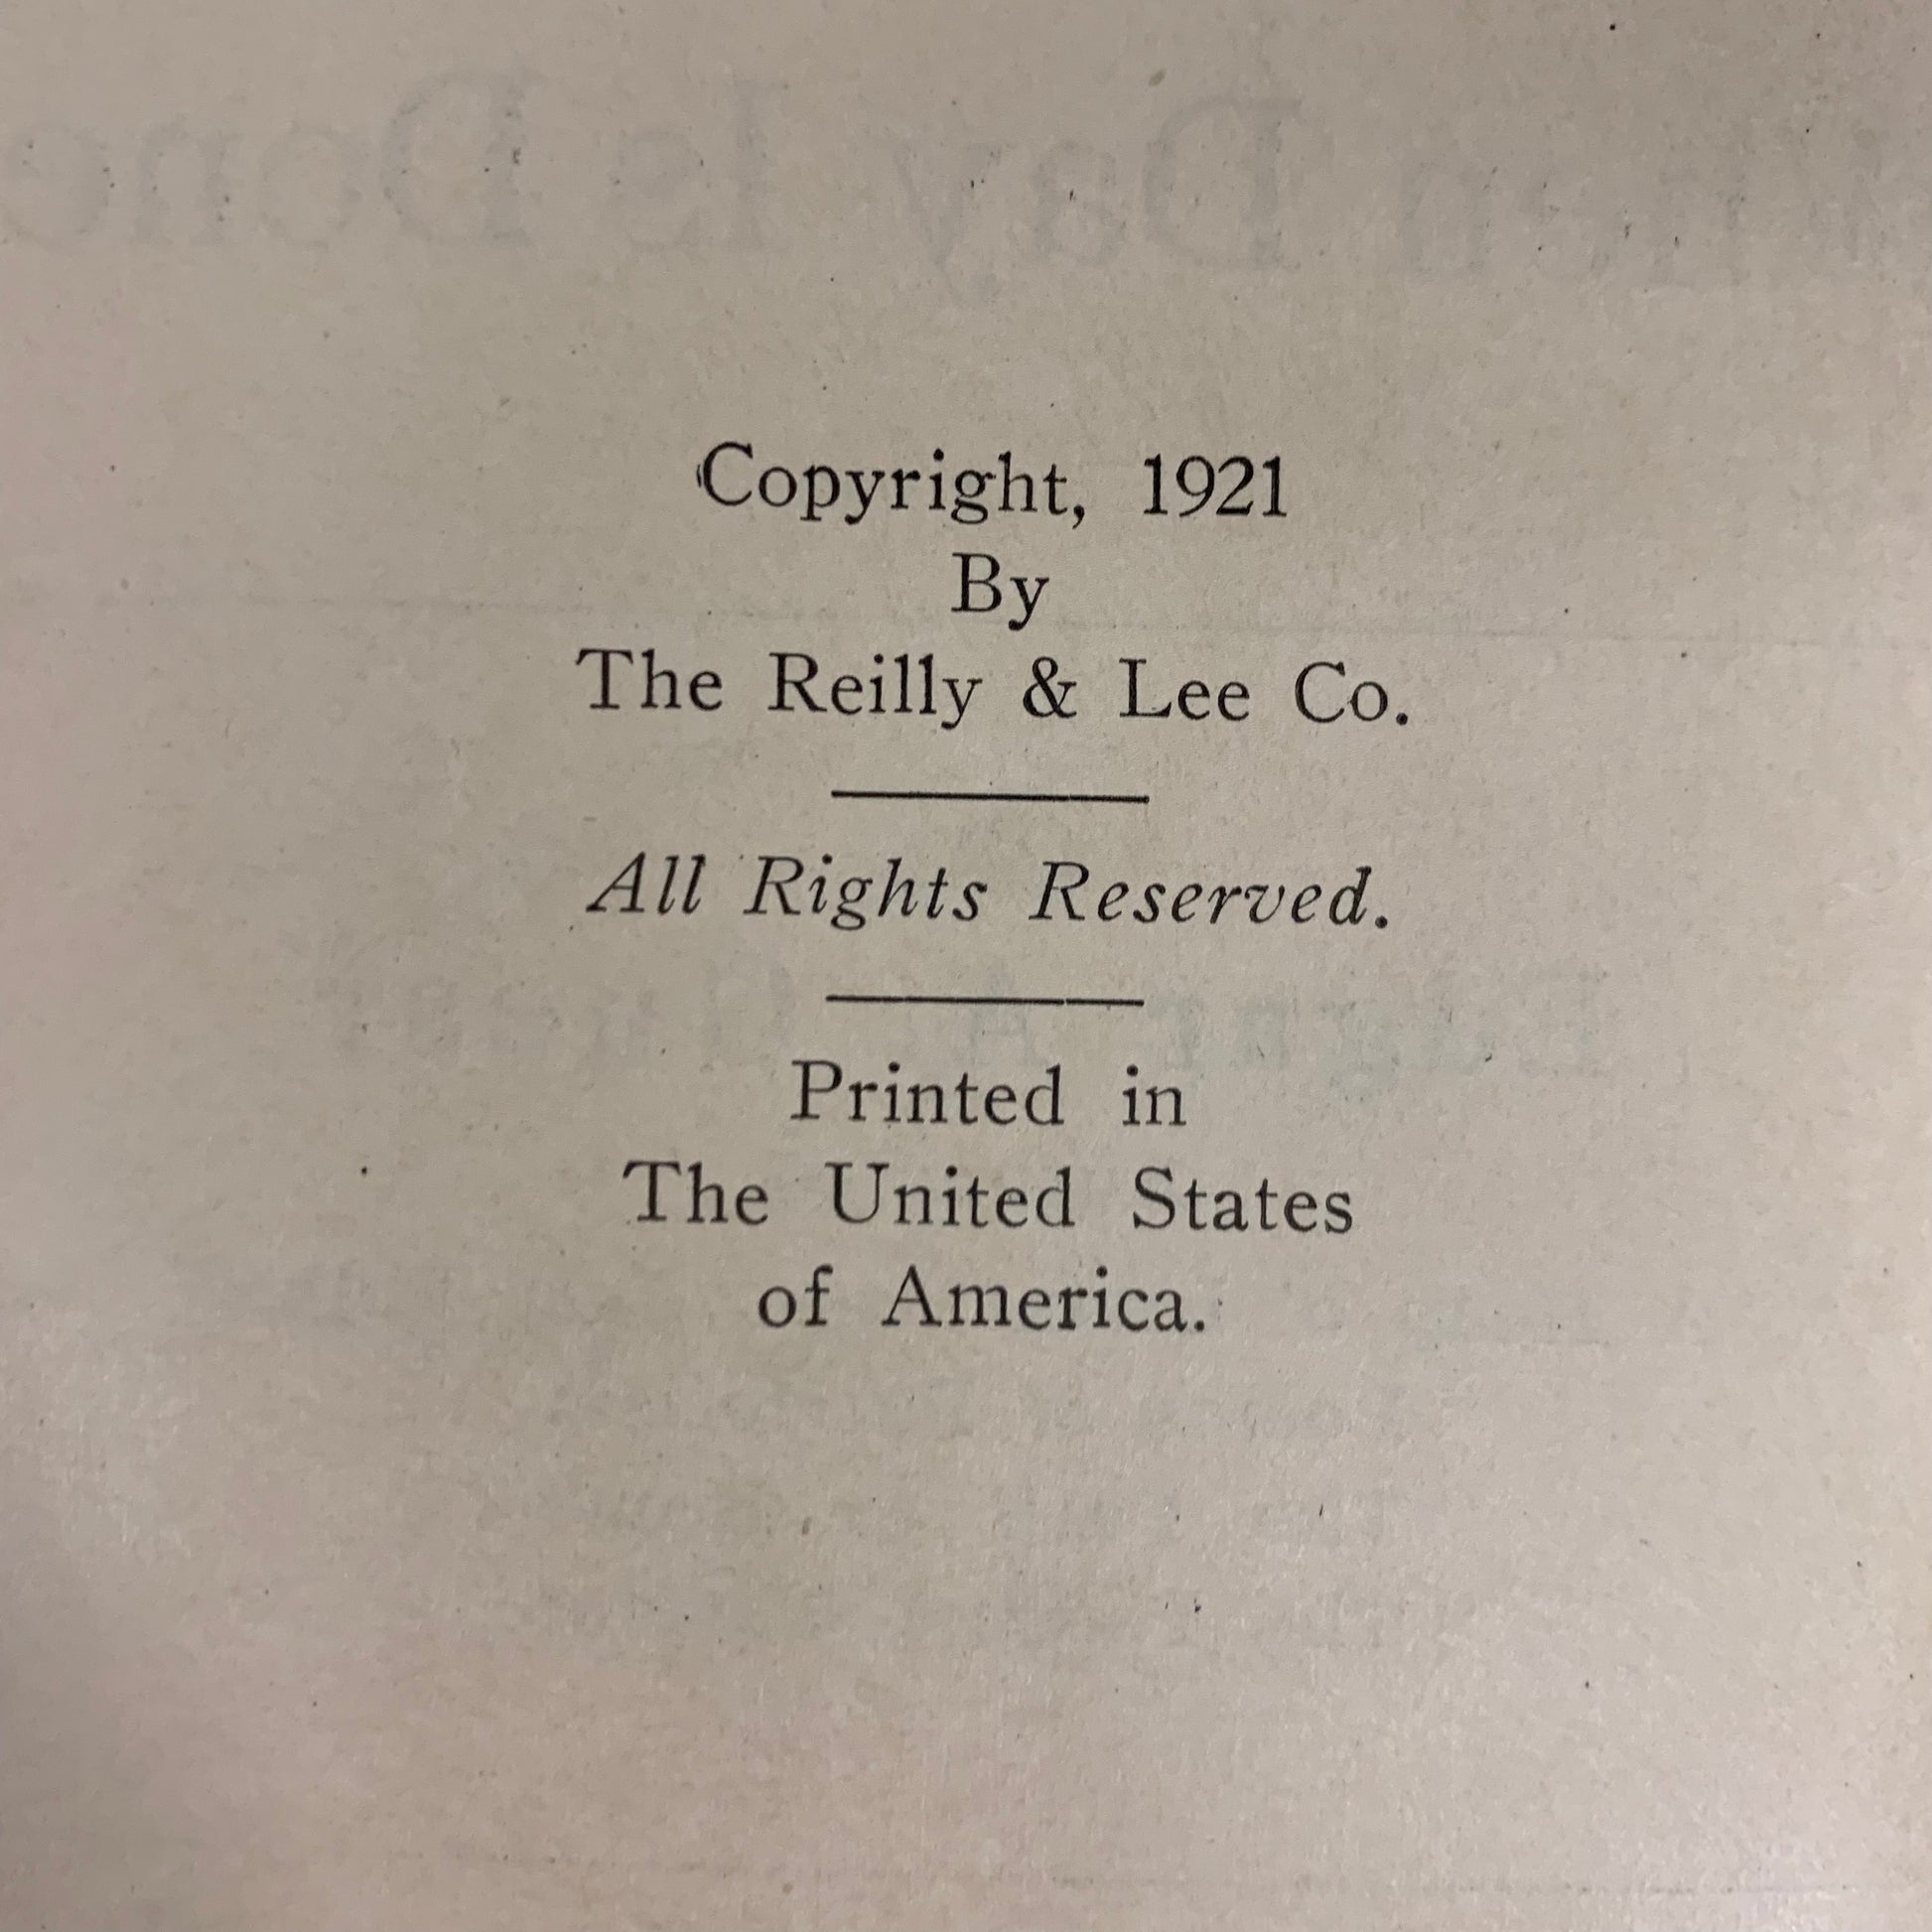 Copyright, 1921
By
The Reilly & Lee Co.
All Rights Reserved.
Printed in
The United States
of America.